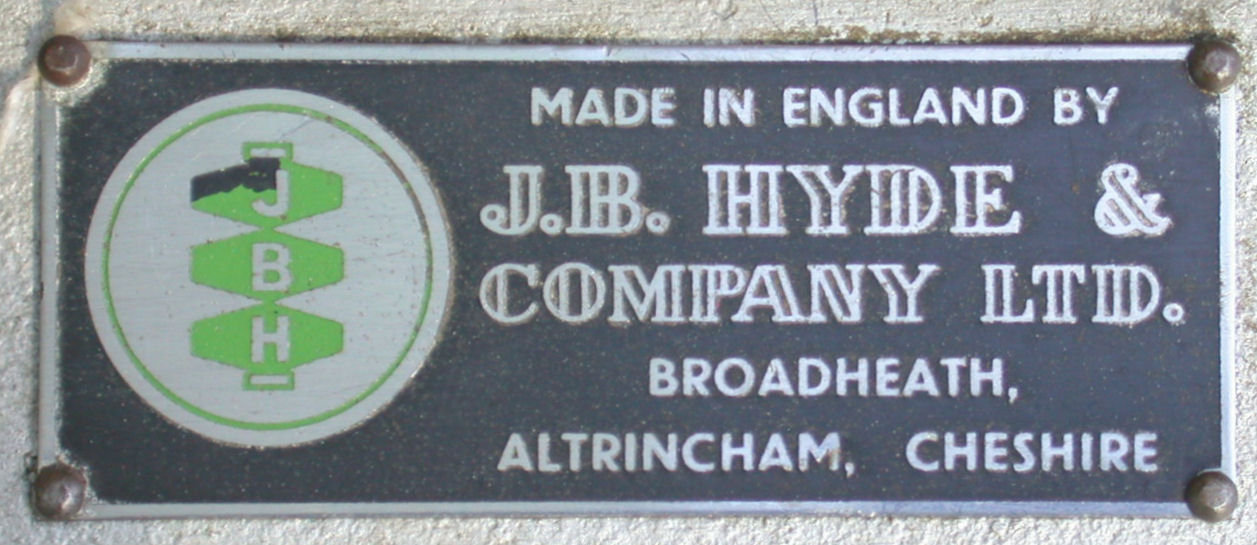 J
B
H
MADE IN ENGLAND BY
J.B. HYDE &
COMPANY LTD.
BROADHEATH,
ALTRINCHAM, CHESHIRE